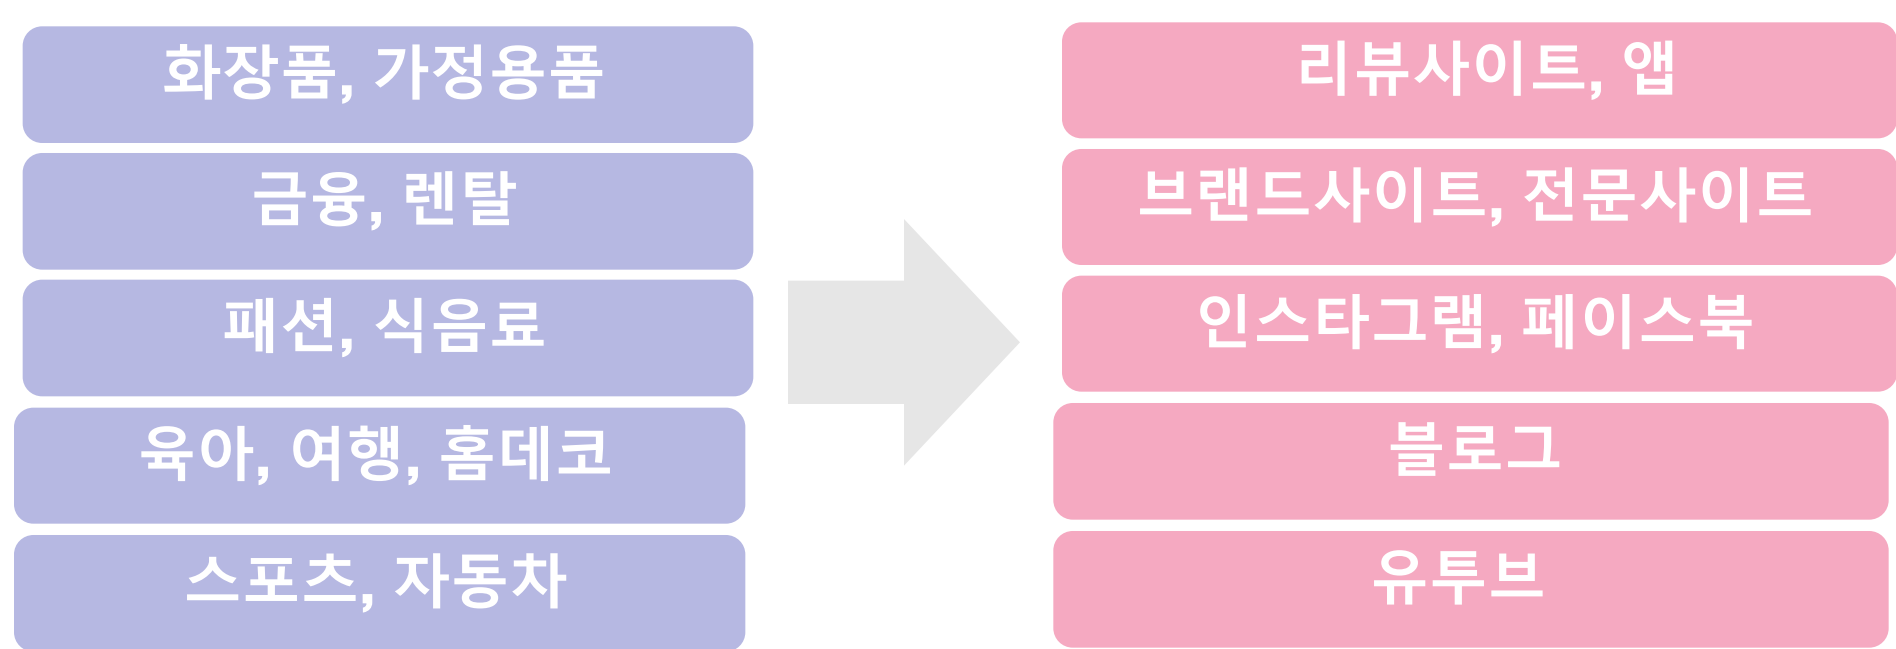 화장품, 가정용품
금융, 렌탈
패션, 식음료
육아, 여행, 홈데코
스포츠, 자동차
리뷰사이트, 앱
브랜드사이트, 전문사이트
인스타그램, 페이스북
블로그
유투브